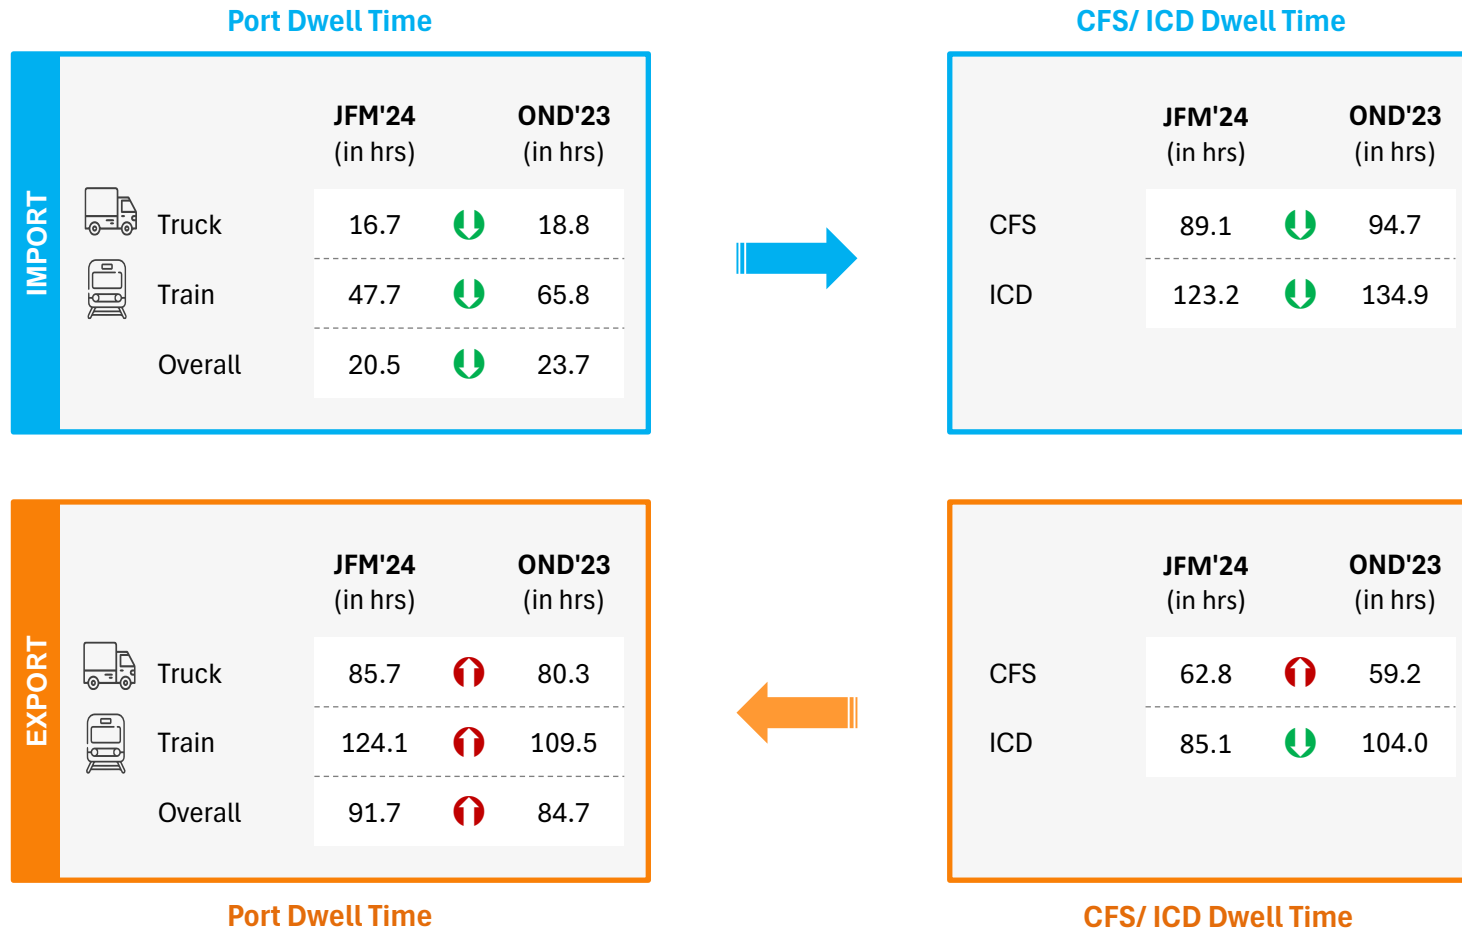 Port Dwell Time
CFS/ ICD Dwell Time
IMPORT
JFM'24 OND'23
(in hrs) (in hrs)
Truck 16.7 18.8
Train 47.7 65.8
Overall 20.5 23.7
JFM'24 OND'23
(in hrs) (in hrs)
CFS 89.1 94.7
ICD 123.2 134.9
EXPORT
JFM'24 OND'23
(in hrs) (in hrs)
Truck 85.7 80.3
Train 124.1 109.5
Overall 91.7 84.7
JFM'24 OND'23
(in hrs) (in hrs)
CFS 62.8 59.2
ICD 85.1 104.0
Port Dwell Time
CFS/ ICD Dwell Time